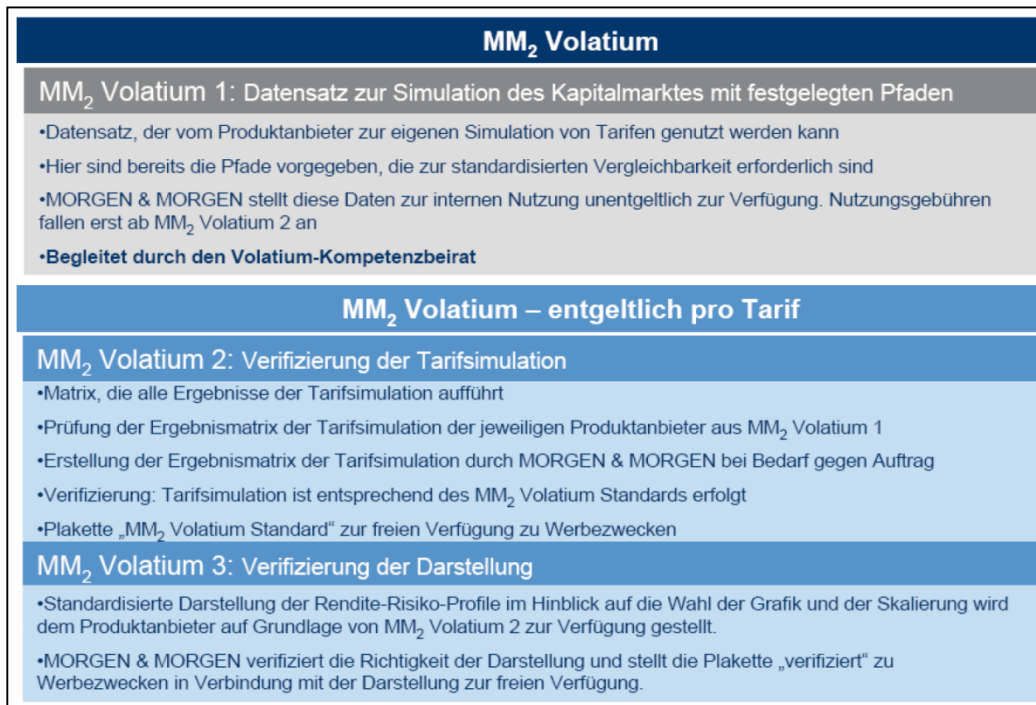 MM₂ Volatium
MM₂ Volatium 1: Datensatz zur Simulation des Kapitalmarktes mit festgelegten Pfaden
•Datensatz, der vom Produktanbieter zur eigenen Simulation von Tarifen genutzt werden kann
•Hier sind bereits die Pfade vorgegeben, die zur standardisierten Vergleichbarkeit erforderlich sind
•MORGEN & MORGEN stellt diese Daten zur internen Nutzung unentgeltlich zur Verfügung. Nutzungsgebühren
fallen erst ab MM₂ Volatium 2 an
•Begleitet durch den Volatium-Kompetenzbeirat
MM₂ Volatium – entgeltlich pro Tarif
MM₂ Volatium 2: Verifizierung der Tarifsimulation
•Matrix, die alle Ergebnisse der Tarifsimulation aufführt
•Prüfung der Ergebnismatrix der Tarifsimulation der jeweiligen Produktanbieter aus MM₂ Volatium 1
•Erstellung der Ergebnismatrix der Tarifsimulation durch MORGEN & MORGEN bei Bedarf gegen Auftrag
•Verifizierung: Tarifsimulation ist entsprechend des MM₂ Volatium Standards erfolgt
•Plakette „MM₂ Volatium Standard“ zur freien Verfügung zu Werbezwecken
MM₂ Volatium 3: Verifizierung der Darstellung
•Standardisierte Darstellung der Rendite-Risiko-Profile im Hinblick auf die Wahl der Grafik und der Skalierung wird
dem Produktanbieter auf Grundlage von MM₂ Volatium 2 zur Verfügung gestellt.
•MORGEN & MORGEN verifiziert die Richtigkeit der Darstellung und stellt die Plakette „verifiziert“ zu
Werbezwecken in Verbindung mit der Darstellung zur freien Verfügung.